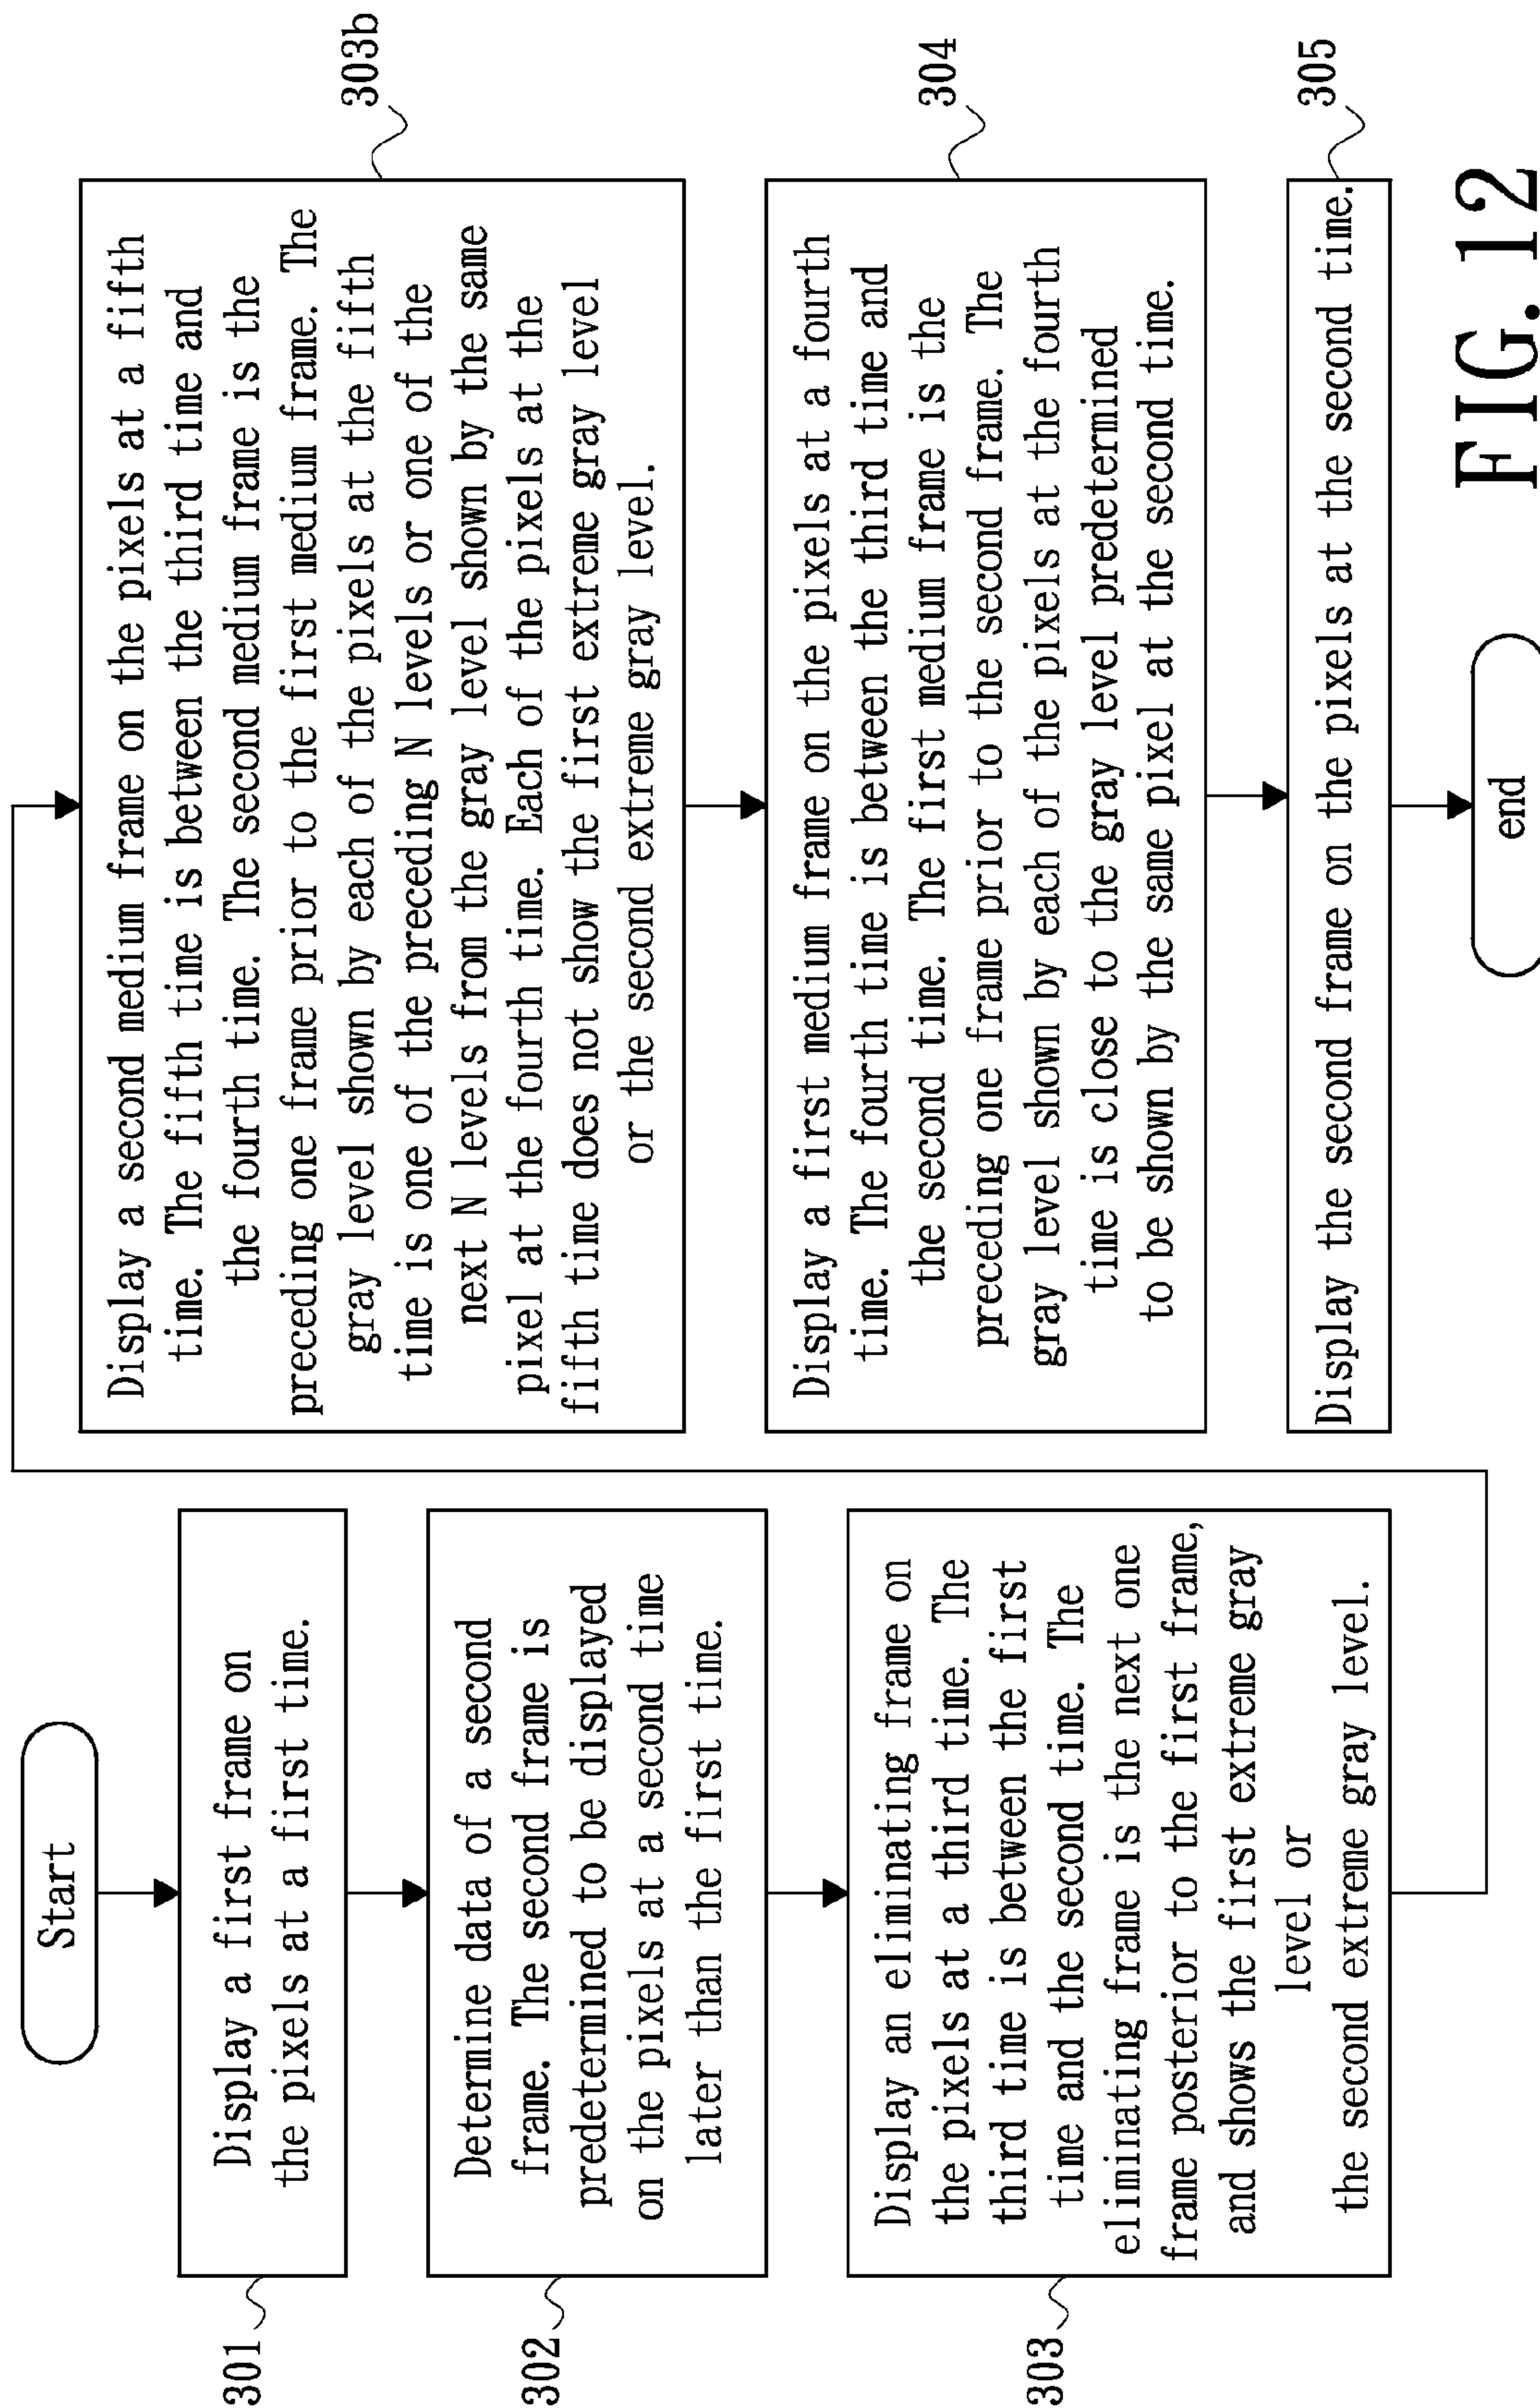 Start
301
Display a first frame on
the pixels at a first time.
302
Determine data of a second
frame. The second frame is
predetermined to be displayed
on the pixels at a second time
later than the first time.
303
Display an eliminating frame on
the pixels at a third time. The
third time is between the first
time and the second time. The
eliminating frame is the next one
frame posterior to the first frame,
and shows the first extreme gray
level or
the second extreme gray level.
303b
Display a second medium frame on the pixels at a fifth
time. The fifth time is between the third time and
the fourth time. The second medium frame is the
preceding one frame prior to the first medium frame. The
gray level shown by each of the pixels at the fifth
time is one of the preceding N levels or one of the
next N levels from the gray level shown by the same
pixel at the fourth time. Each of the pixels at the
fifth time does not show the first extreme gray level
or the second extreme gray level.
304
Display a first medium frame on the pixels at a fourth
time. The fourth time is between the third time and
the second time. The first medium frame is the
preceding one frame prior to the second frame. The
gray level shown by each of the pixels at the fourth
time is close to the gray level predetermined
to be shown by the same pixel at the second time.
305
Display the second frame on the pixels at the second time.
end
FIG. 12